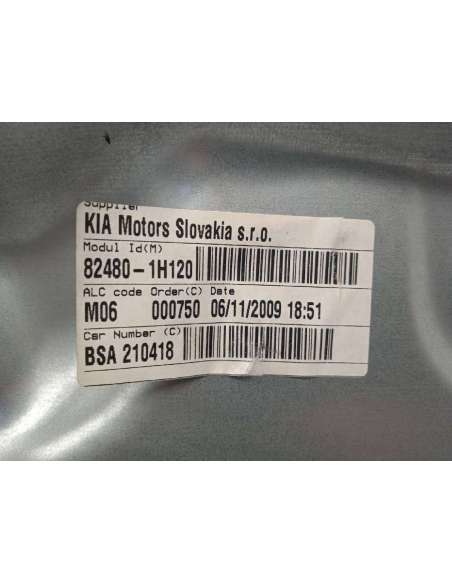 Supplier
KIA Motors Slovakia s.r.o.
Modul Id(M)
82480-1H120
ALC code Order(C) Date
M06 000750 06/11/2009 18:51
Car Number (C)
BSA 210418